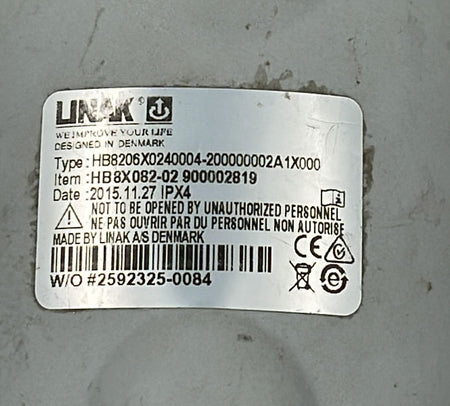 LINAK®
WE IMPROVE YOUR LIFE
DESIGNED IN DENMARK
Type: HB8206X0240004-200000002A1X000
Item: HB8X082-02 900002819
Date: 2015.11.27 IPX4
NOT TO BE OPENED BY UNAUTHORIZED PERSONNEL
NE PAS OUVRIR PAR DU PERSONNEL NON AUTORISE
MADE BY LINAK A/S DENMARK
CE
W/O #2592325-0084